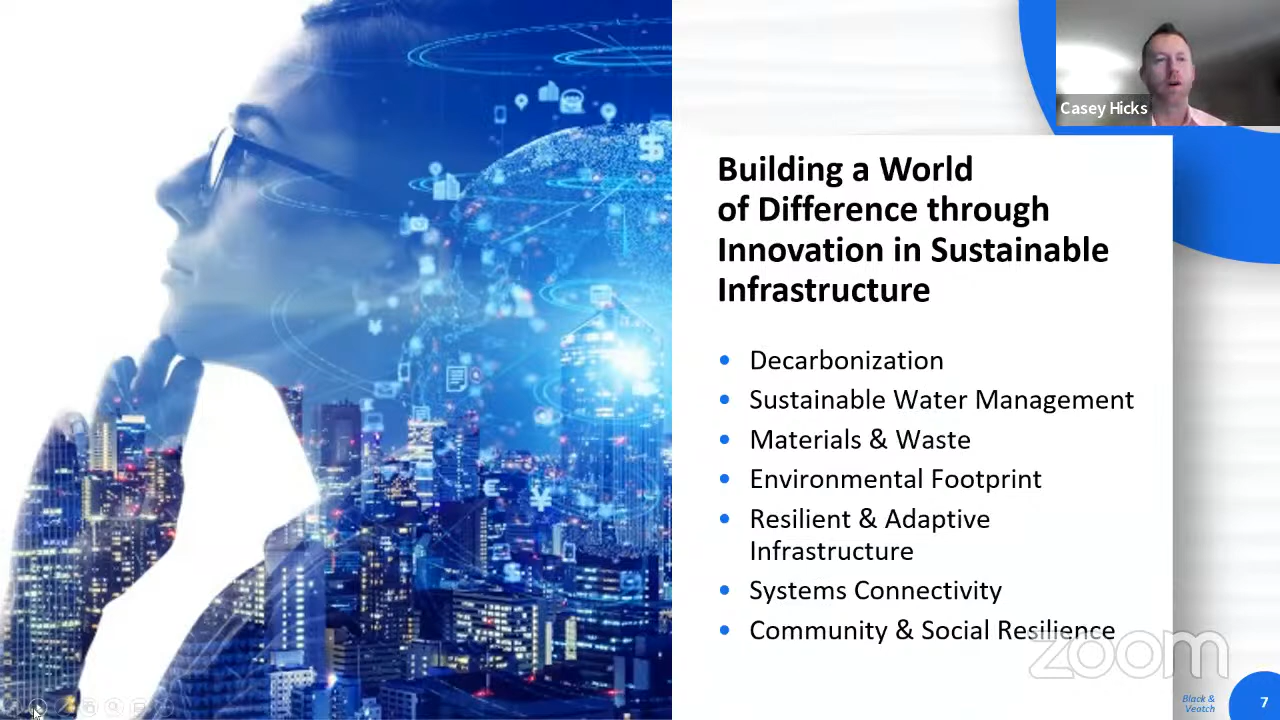 Casey Hicks
Building a World
of Difference through
Innovation in Sustainable
Infrastructure
• Decarbonization
• Sustainable Water Management
• Materials & Waste
• Environmental Footprint
• Resilient & Adaptive
Infrastructure
• Systems Connectivity
• Community & Social Resilience
zoom
Black &
Veatch
7